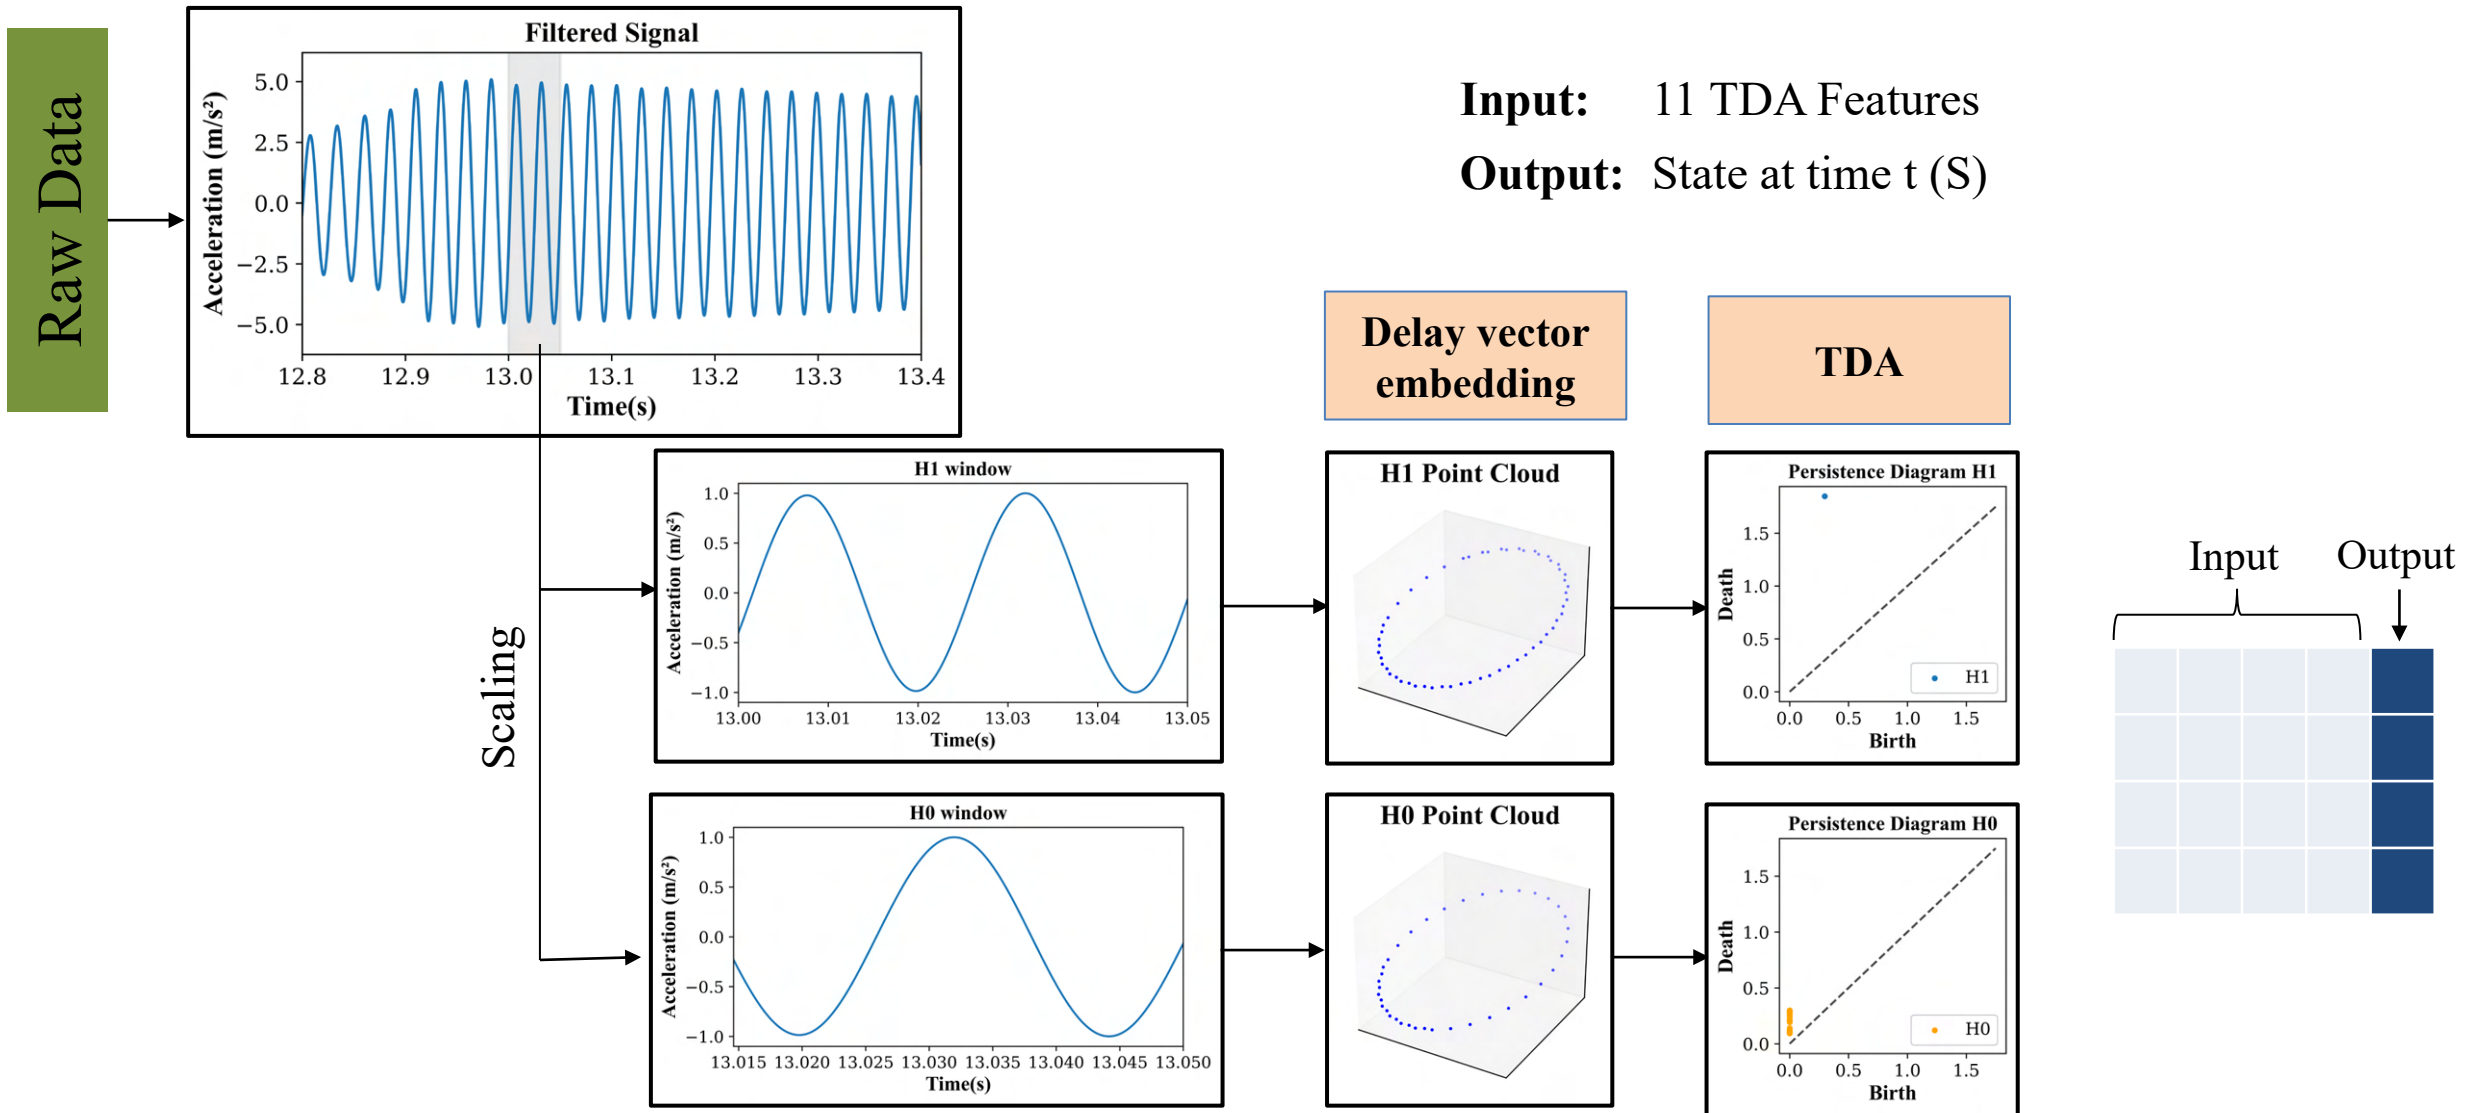 Raw Data
Filtered Signal
Acceleration (m/s²)
5.0
2.5
0.0
−2.5
−5.0
12.8 12.9 13.0 13.1 13.2 13.3 13.4
Time(s)
Input: 11 TDA Features
Output: State at time t (S)
Delay vector
embedding
TDA
Scaling
H1 window
Acceleration (m/s²)
1.0
0.5
0.0
−0.5
−1.0
13.00 13.01 13.02 13.03 13.04 13.05
Time(s)
H1 Point Cloud
Persistence Diagram H1
Death
1.5
1.0
0.5
0.0
H1
0.0 0.5 1.0 1.5
Birth
Input Output
H0 window
Acceleration (m/s²)
1.0
0.5
0.0
−0.5
−1.0
13.015 13.020 13.025 13.030 13.035 13.040 13.045 13.050
Time(s)
H0 Point Cloud
Persistence Diagram H0
Death
1.5
1.0
0.5
0.0
H0
0.0 0.5 1.0 1.5
Birth